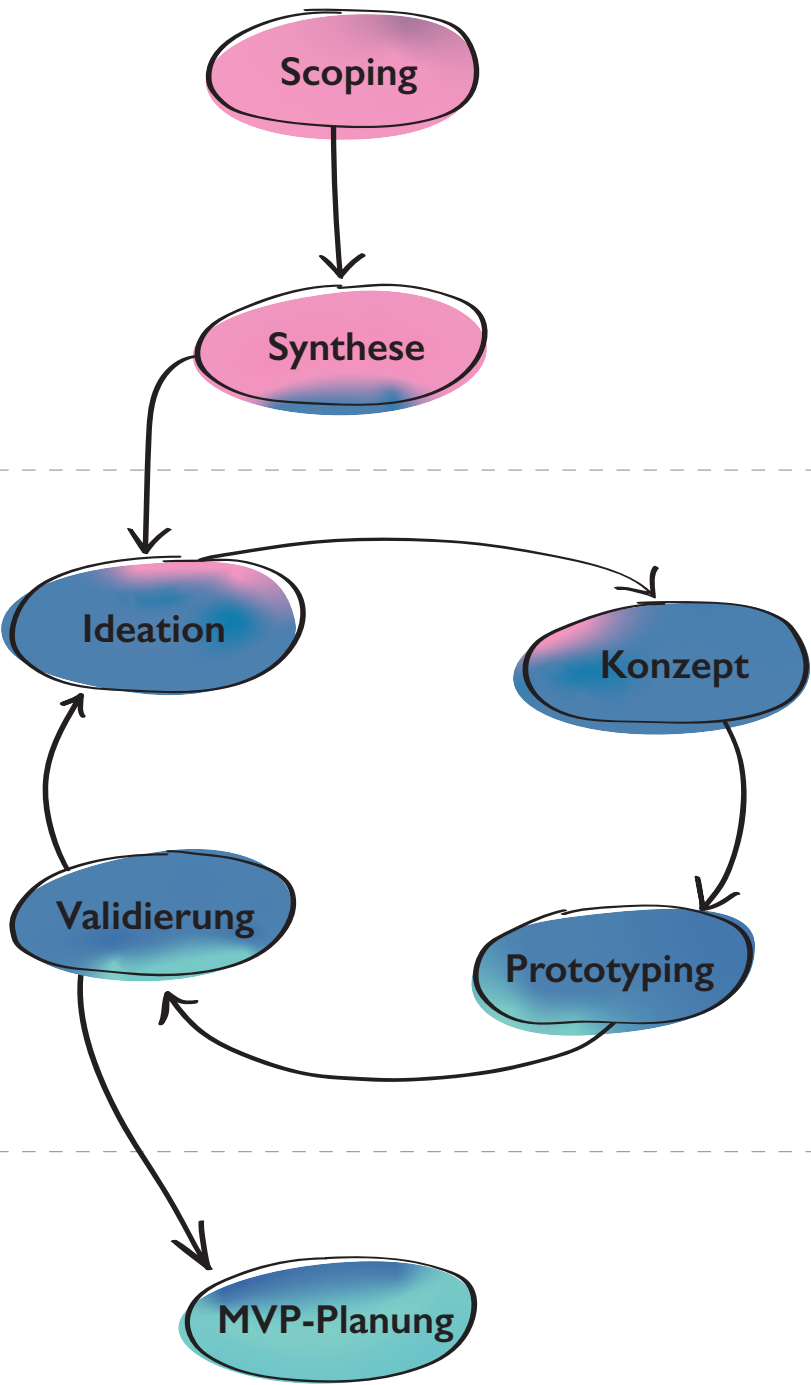 Scoping
Synthese
Ideation
Konzept
Validierung
Prototyping
MVP-Planung